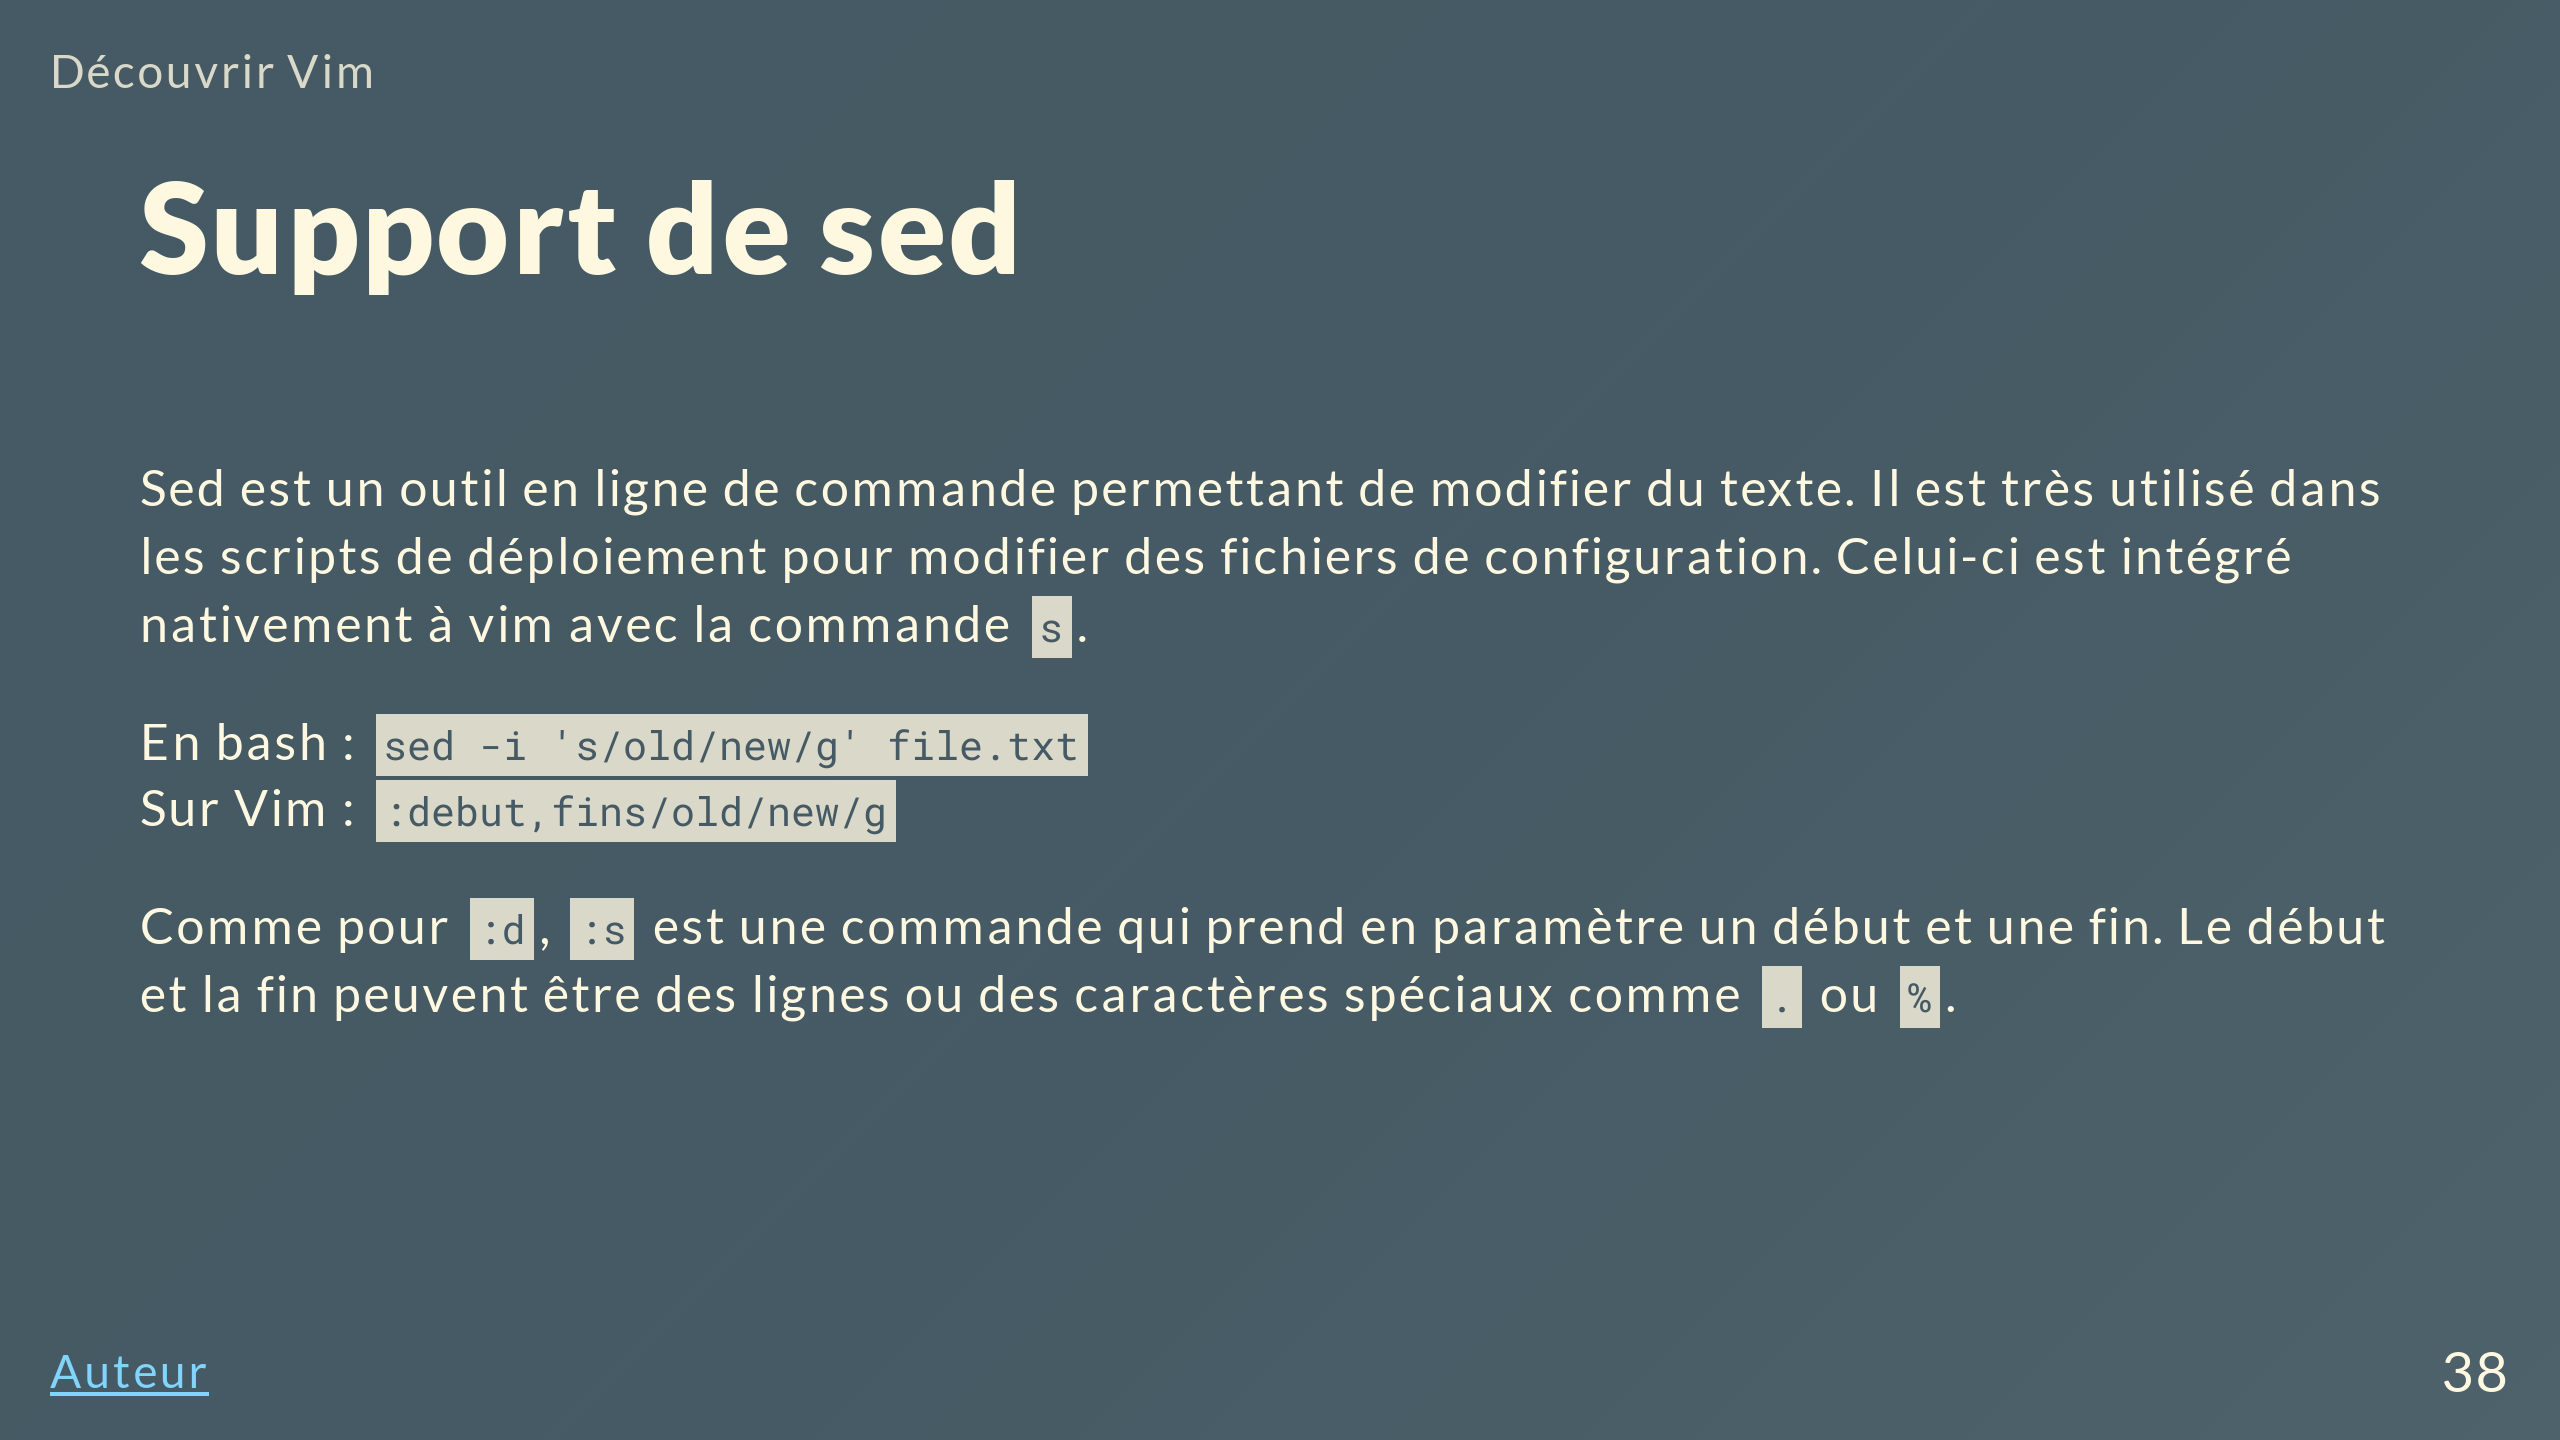 Découvrir Vim
Support de sed
Sed est un outil en ligne de commande permettant de modifier du texte. Il est très utilisé dans
les scripts de déploiement pour modifier des fichiers de configuration. Celui-ci est intégré
nativement à vim avec la commande s.
En bash : sed -i 's/old/new/g' file.txt
Sur Vim : :debut,fins/old/new/g
Comme pour :d, :s est une commande qui prend en paramètre un début et une fin. Le début
et la fin peuvent être des lignes ou des caractères spéciaux comme . ou %.
Auteur
38